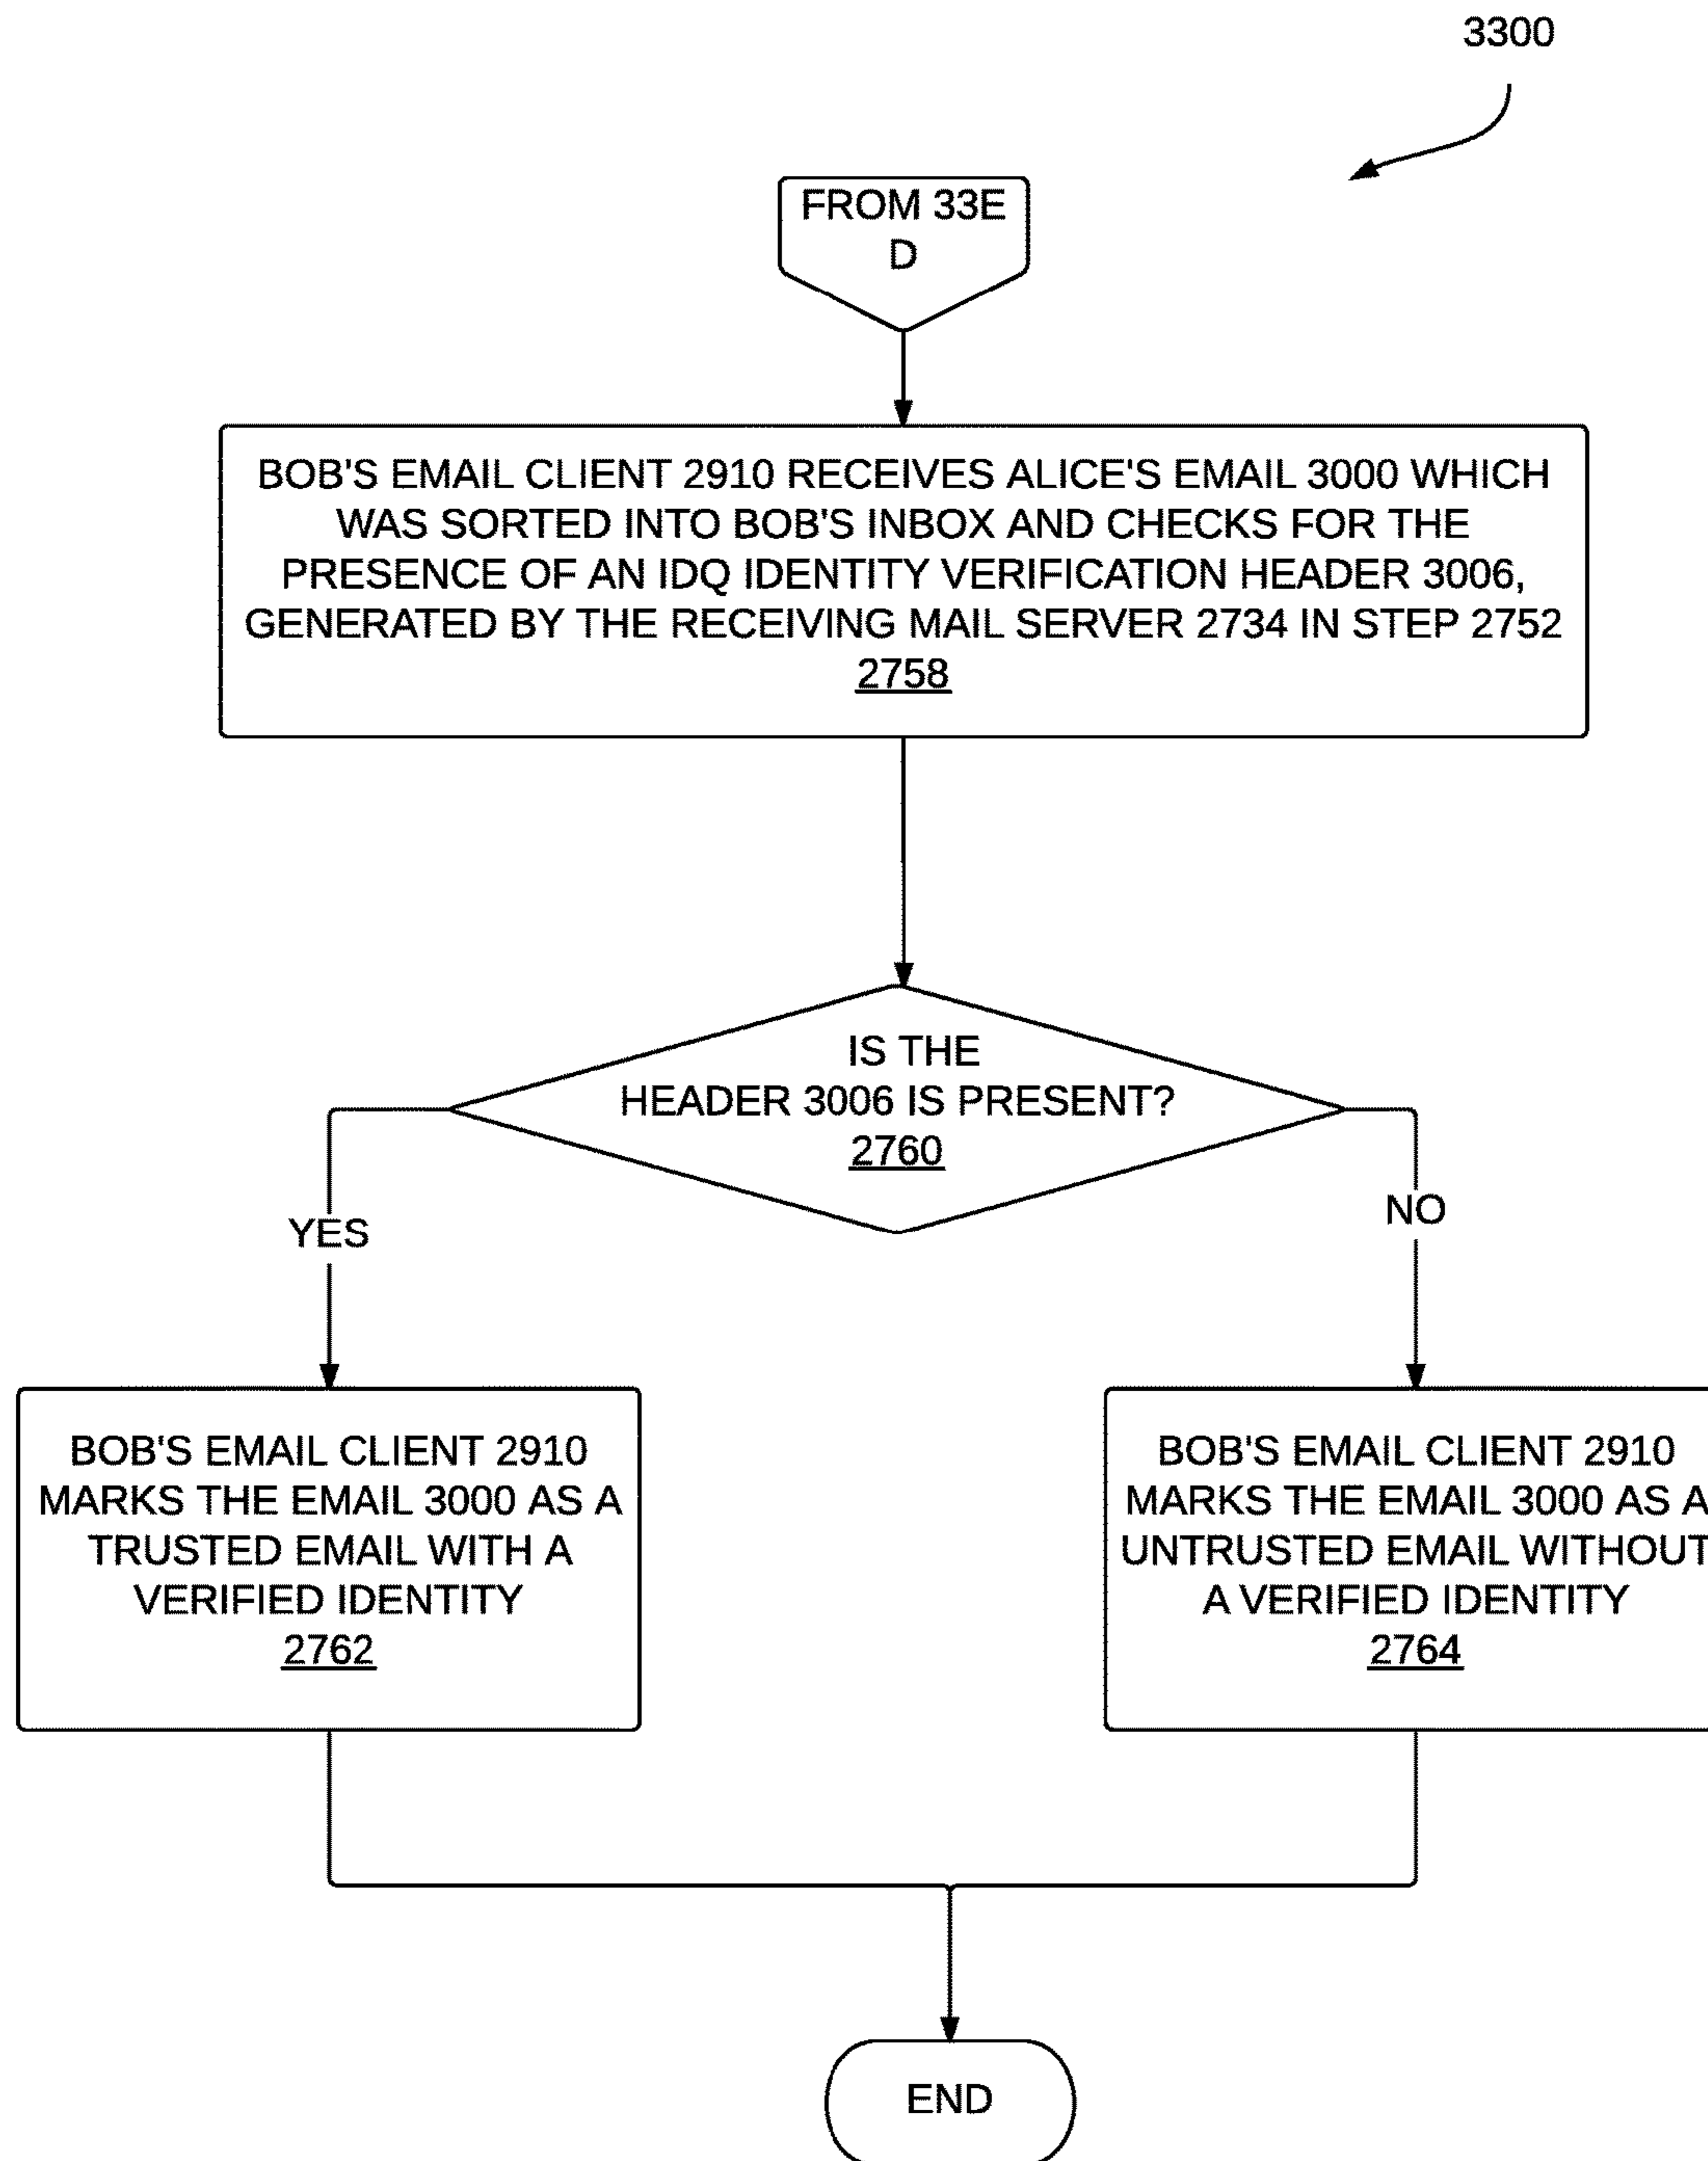 3300
FROM 33E
D
BOB'S EMAIL CLIENT 2910 RECEIVES ALICE'S EMAIL 3000 WHICH
WAS SORTED INTO BOB'S INBOX AND CHECKS FOR THE
PRESENCE OF AN IDQ IDENTITY VERIFICATION HEADER 3006,
GENERATED BY THE RECEIVING MAIL SERVER 2734 IN STEP 2752
2758
IS THE
HEADER 3006 IS PRESENT?
2760
YES
NO
BOB'S EMAIL CLIENT 2910
MARKS THE EMAIL 3000 AS A
TRUSTED EMAIL WITH A
VERIFIED IDENTITY
2762
BOB'S EMAIL CLIENT 2910
MARKS THE EMAIL 3000 AS A
UNTRUSTED EMAIL WITHOUT
A VERIFIED IDENTITY
2764
END